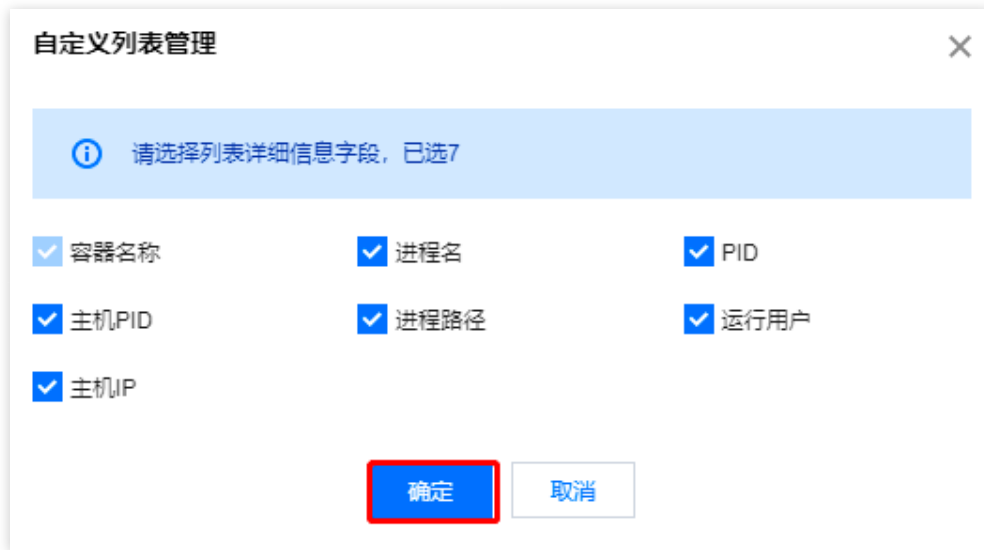 自定义列表管理
请选择列表详细信息字段，已选7
容器名称 进程名 PID
主机PID 进程路径 运行用户
主机IP
确定 取消